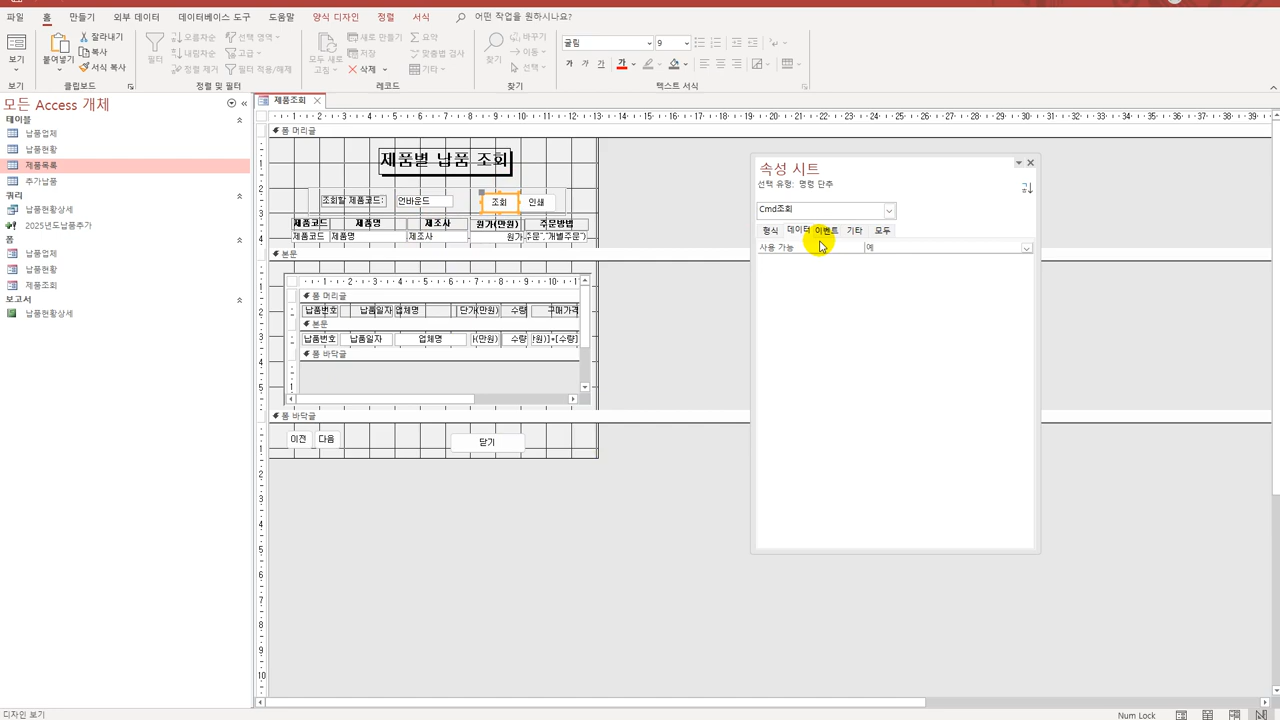 파일 홈 만들기 외부 데이터 데이터베이스 도구 도움말 양식 디자인 정렬 서식 어떤 작업을 원하시나요?
잘라내기
복사
서식 복사
보기 붙여넣기
클립보드
필터
오름차순
내림차순
정렬 제거
선택 영역
고급
필터 적용/해제
정렬 및 필터
모두 새로 고침
새로 만들기
저장
삭제
요약
맞춤법 검사
기타
레코드
찾기
바꾸기
이동
선택
찾기
굴림 9
가 가 가 가
텍스트 서식
모든 Access 개체
테이블
납품업체
납품현황
제품목록
추가납품
쿼리
납품현황상세
2025년도납품추가
폼
납품업체
납품현황
제품조회
보고서
납품현황상세
제품조회
폼 머리글
제품별 납품 조회
조회할 제품코드: 언바운드 조회 인쇄
제품코드 제품명 제조사 원가(만원) 주문방법
제품코드 제품명 제조사 원가
본문
폼 머리글
납품번호 납품일자 업체명 단가(만원) 수량 구매가격
본문
납품번호 납품일자 업체명 수량
폼 바닥글
폼 바닥글
이전 다음 닫기
속성 시트
선택 유형: 명령 단추
Cmd조회
형식 데이터 이벤트 기타 모두
사용 가능 예
디자인 보기
Num Lock